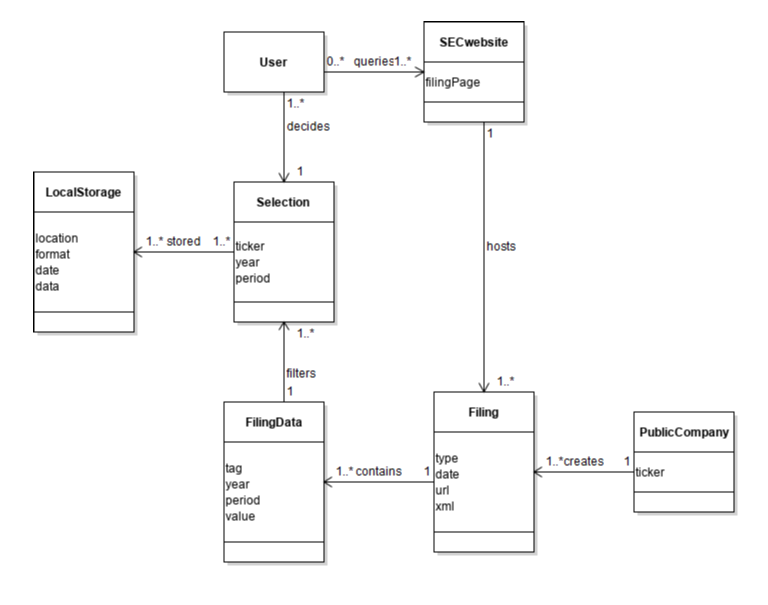 SECwebsite
User
0..* queries1..*
filingPage
1..*
decides
1
1
LocalStorage
Selection
location
format
date
data
1..* stored 1..*
ticker
year
period
hosts
1..*
filters
1
1..*
FilingData
Filing
PublicCompany
tag
year
period
value
1..* contains 1
type
date
url
xml
1..*creates 1
ticker